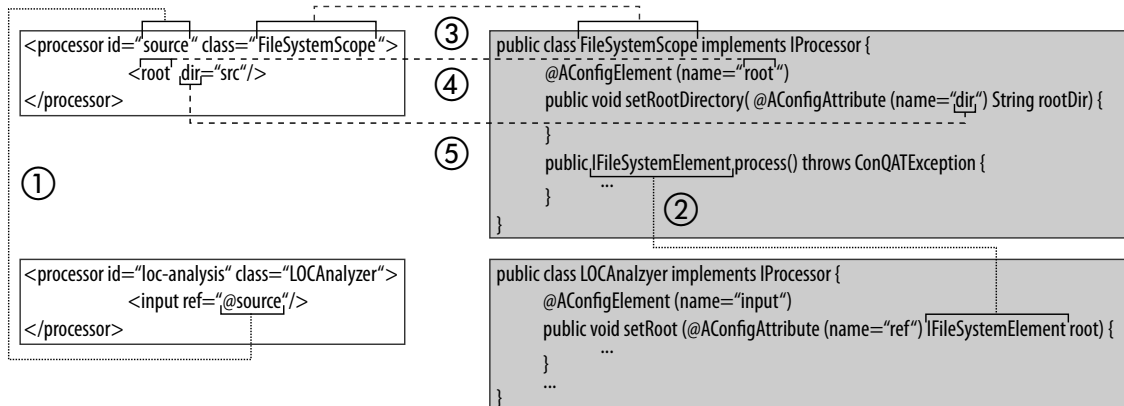 <processor id="source" class="FileSystemScope">
<root dir="src"/>
</processor>
①
<processor id="loc-analysis" class="LOCAnalyzer">
<input ref="@source"/>
</processor>
③
④
⑤
public class FileSystemScope implements IProcessor {
@AConfigElement (name="root")
public void setRootDirectory( @AConfigAttribute (name="dir") String rootDir) {
}
public IFileSystemElement process() throws ConQATException {
...
}
}
②
public class LOCAnalzyer implements IProcessor {
@AConfigElement (name="input")
public void setRoot (@AConfigAttribute (name="ref") IFileSystemElement root) {
...
}
...
}